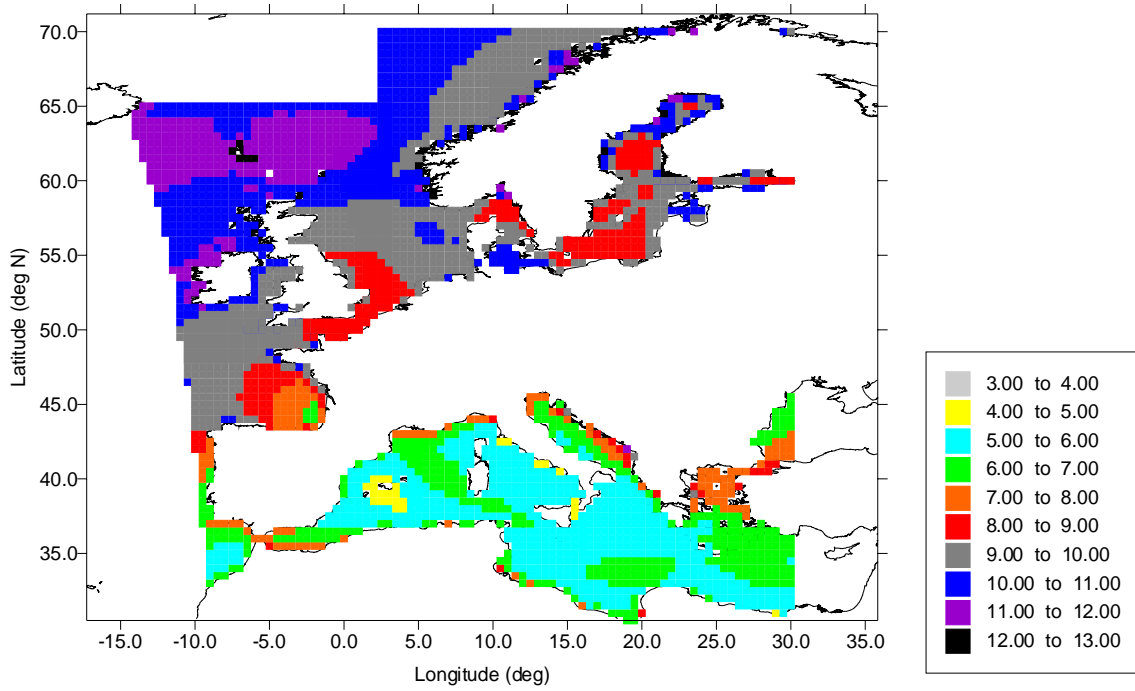 70.0
65.0
60.0
55.0
50.0
45.0
40.0
35.0
Latitude (deg N)
-15.0 -10.0 -5.0 0.0 5.0 10.0 15.0 20.0 25.0 30.0 35.0
Longitude (deg)
3.00 to 4.00
4.00 to 5.00
5.00 to 6.00
6.00 to 7.00
7.00 to 8.00
8.00 to 9.00
9.00 to 10.00
10.00 to 11.00
11.00 to 12.00
12.00 to 13.00